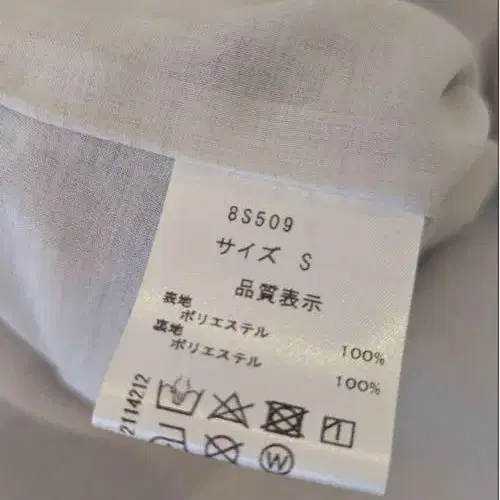 8S509
サイズ S
品質表示
表地
ポリエステル 100%
裏地
ポリエステル 100%
2114212
W